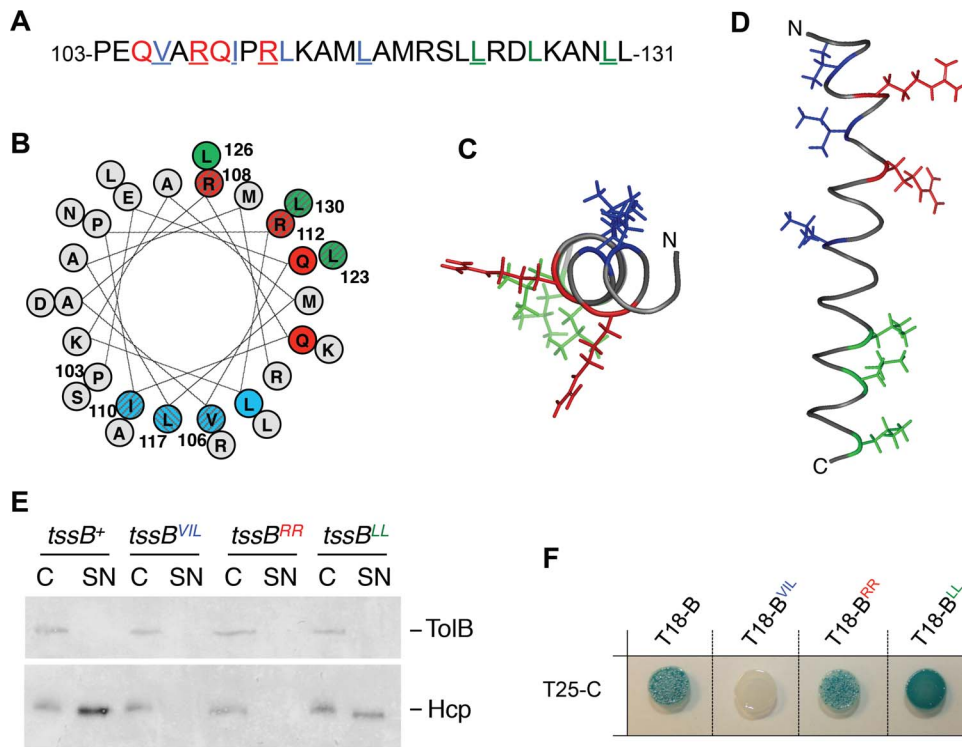 A
103-PEQVARQIPRLKAMLAMRSLLRDLKANLL-131
B
L 126
R 108
L 130
R 112
Q L 123
M
Q K
R
L L
V R 106
L 117
I A 110
P S 103
K
D A
A
N P
L E
A
M
C
N
D
N
C
E
tssB+ tssBVIL tssBRR tssBLL
C SN C SN C SN C SN
TolB
Hcp
F
T18-B T18-BVIL T18-BRR T18-BLL
T25-C